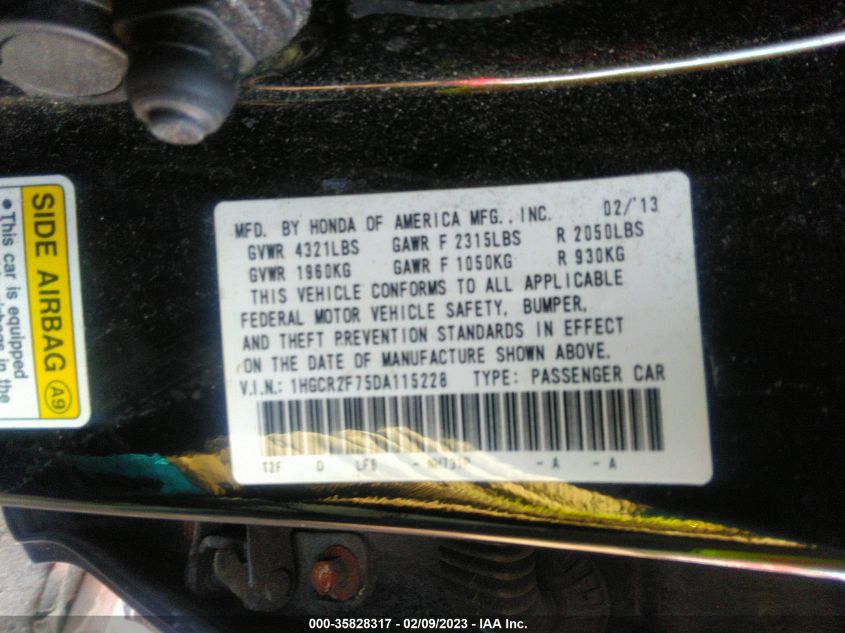 SIDE AIRBAG A9
•This car is equipped
MFD. BY HONDA OF AMERICA MFG., INC. 02/'13
GVWR 4321LBS GAWR F 2315LBS R 2050LBS
GVWR 1960KG GAWR F 1050KG R 930KG
THIS VEHICLE CONFORMS TO ALL APPLICABLE
FEDERAL MOTOR VEHICLE SAFETY, BUMPER,
AND THEFT PREVENTION STANDARDS IN EFFECT
ON THE DATE OF MANUFACTURE SHOWN ABOVE.
V.I.N.: 1HGCR2F75DA115228 TYPE: PASSENGER CAR
T2F D - NH731P - A - A
000-35828317 / 02/09/2023 - IAA Inc.